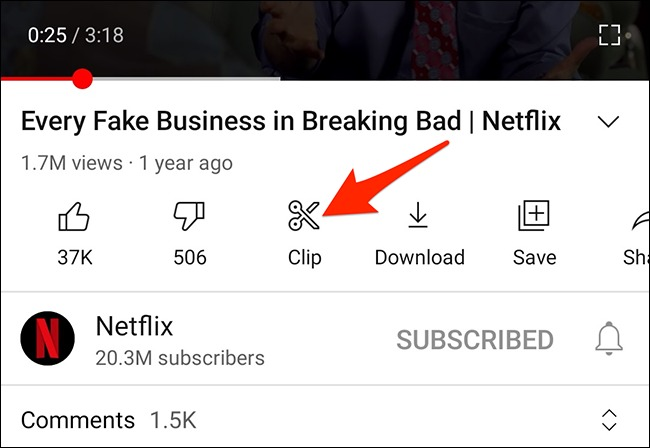 0:25 / 3:18
Every Fake Business in Breaking Bad | Netflix
1.7M views · 1 year ago
37K 506 Clip Download Save Sha
N Netflix
20.3M subscribers
SUBSCRIBED
Comments 1.5K